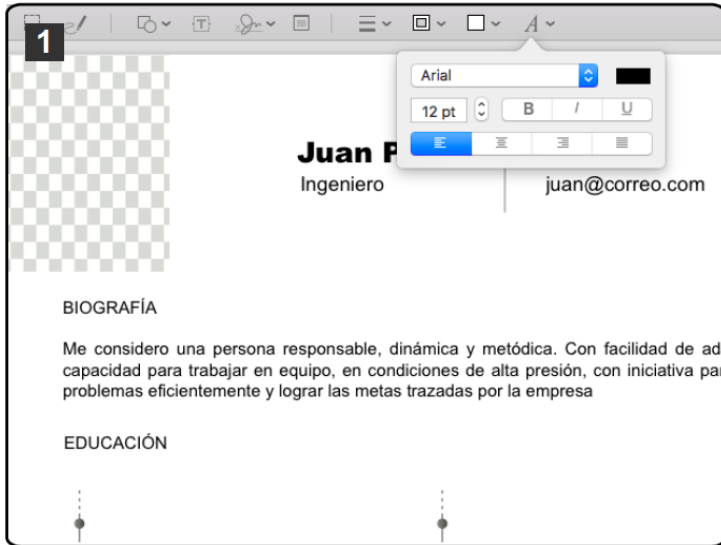 1
T
A
Arial
12 pt
B I U
Juan P
Ingeniero
juan@correo.com
BIOGRAFÍA
Me considero una persona responsable, dinámica y metódica. Con facilidad de ad
capacidad para trabajar en equipo, en condiciones de alta presión, con iniciativa par
problemas eficientemente y lograr las metas trazadas por la empresa
EDUCACIÓN